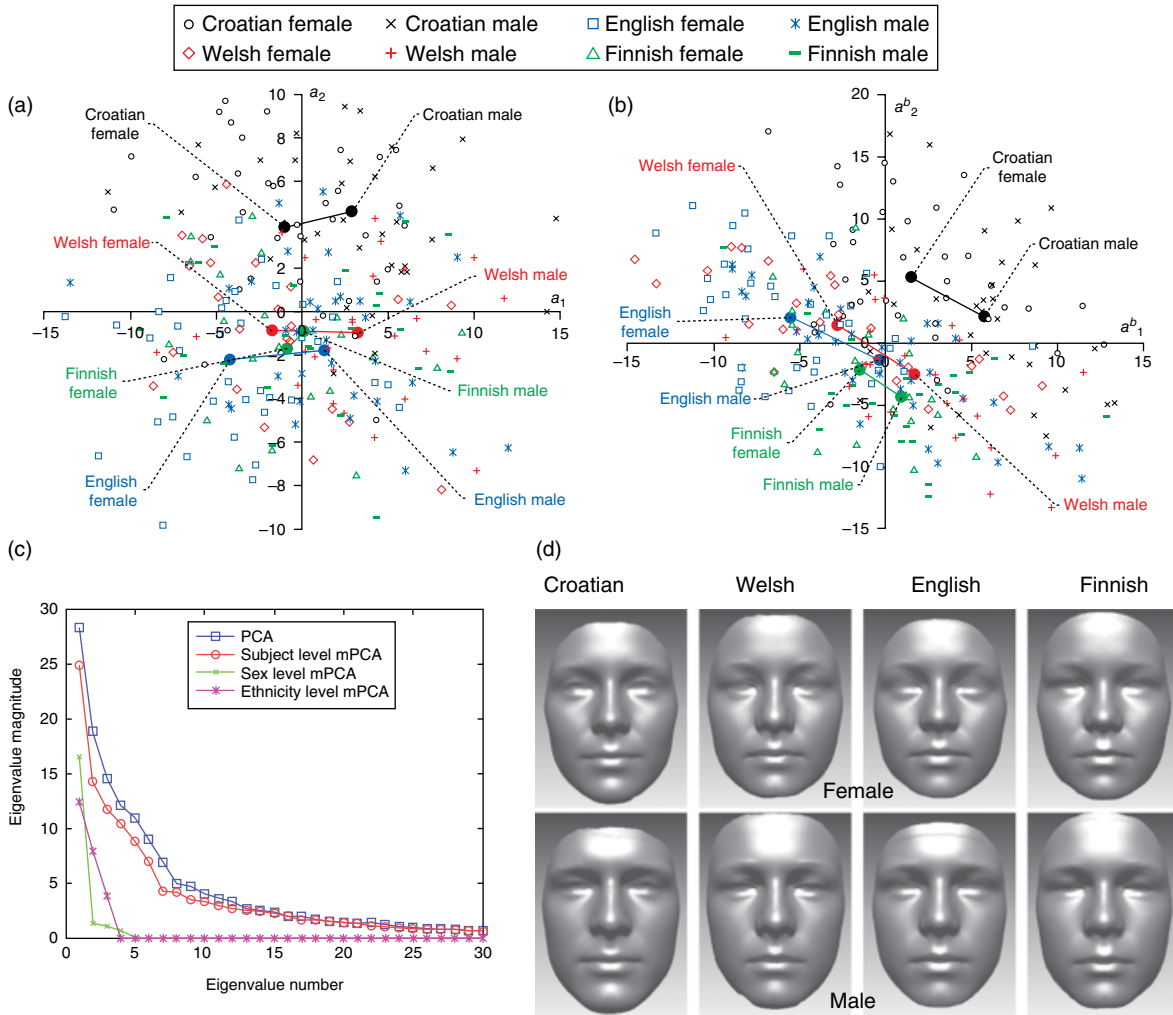 Croatian female Croatian male English female English male
Welsh female Welsh male Finnish female Finnish male
(a)
a2
10
8
6
4
2
0
−2
−4
−6
−8
−10
−15 −10 −5 0 5 10 15
a1
Croatian
female
Croatian male
Welsh female
Welsh male
Finnish
female
Finnish male
English
female
English male
(b)
ab2
20
15
10
5
0
−5
−10
−15
−15 −10 −5 0 5 10 15
ab1
Welsh female
Croatian
female
Croatian male
English
female
English male
Finnish
female
Finnish male
Welsh male
(c)
Eigenvalue magnitude
30
25
20
15
10
5
0
PCA
Subject level mPCA
Sex level mPCA
Ethnicity level mPCA
0 5 10 15 20 25 30
Eigenvalue number
(d)
Croatian Welsh English Finnish
Female
Male